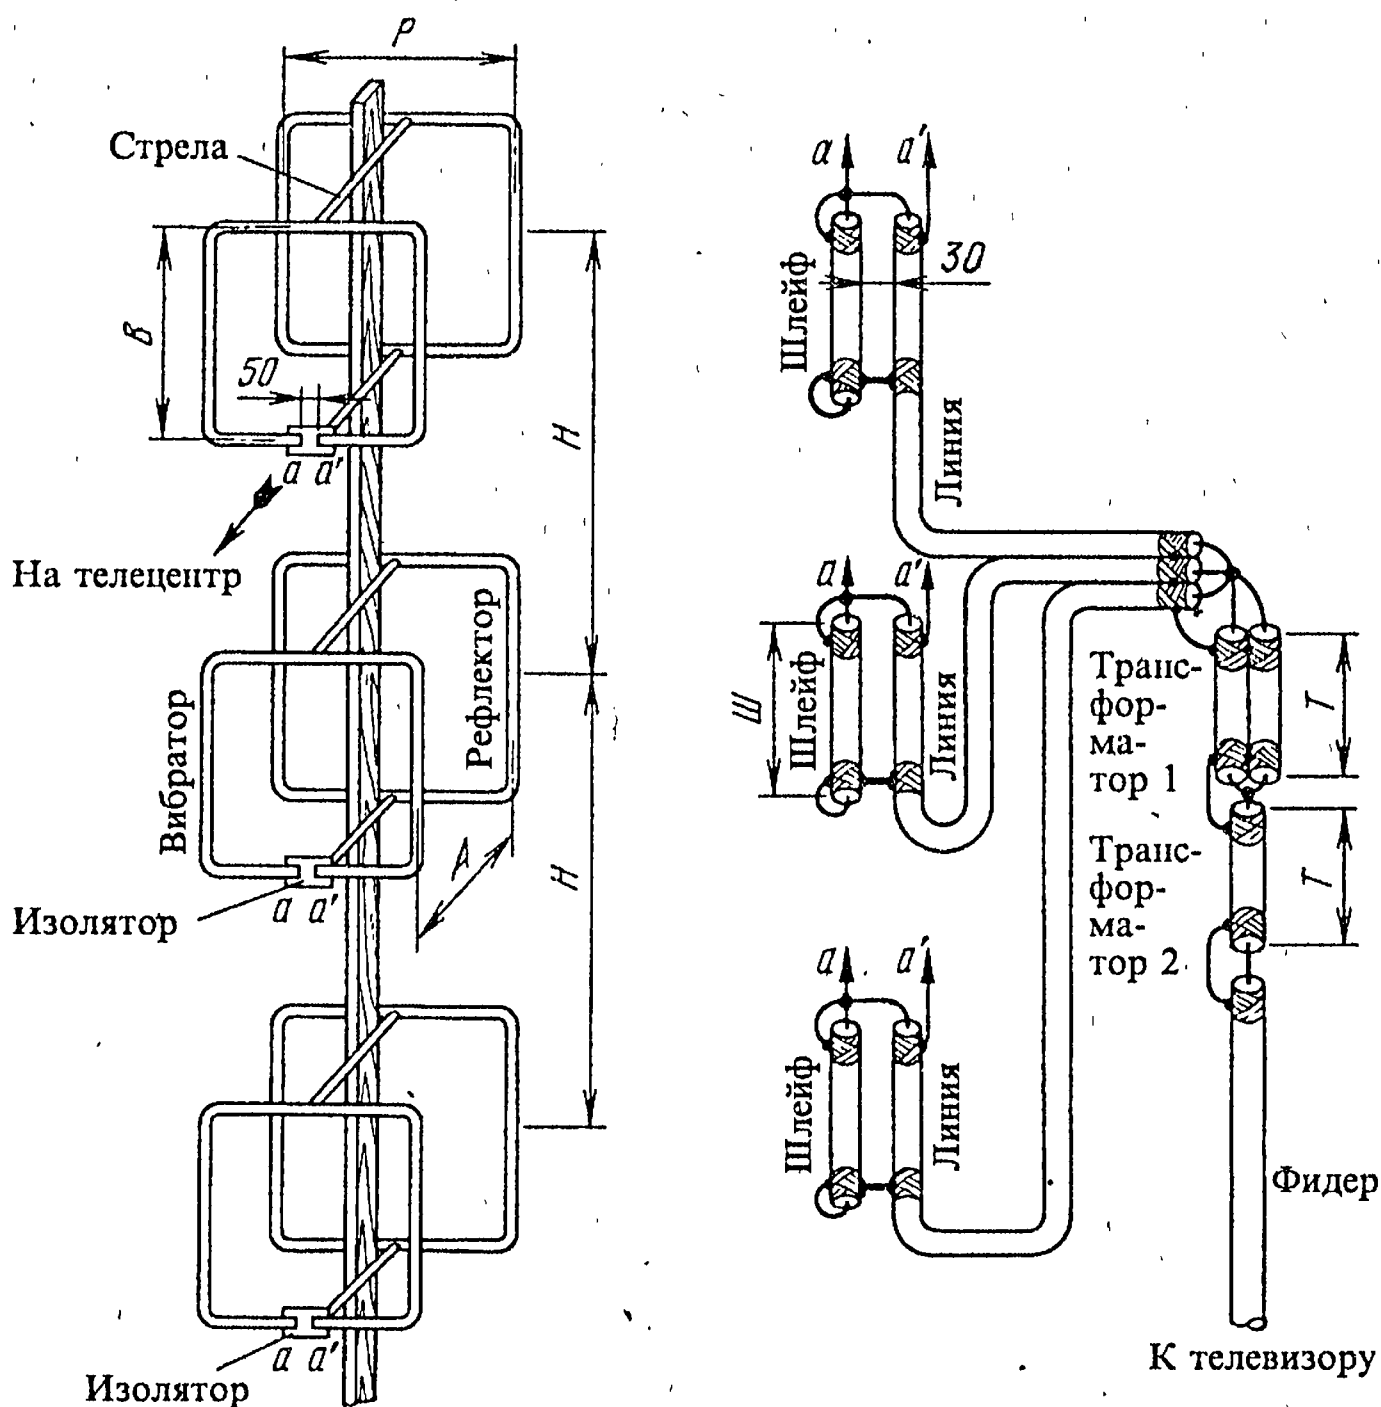 P
Стрела
B
50
a a'
H
На телецентр
Вибратор
Рефлектор
A
H
Изолятор
a a'
a a'
Изолятор
a a'
Шлейф
30
Линия
a a'
Ш
Шлейф
Линия
Транс-
фор-
ма-
тор 1
T
Транс-
фор-
ма-
тор 2
T
a a'
Шлейф
Линия
Фидер
К телевизору